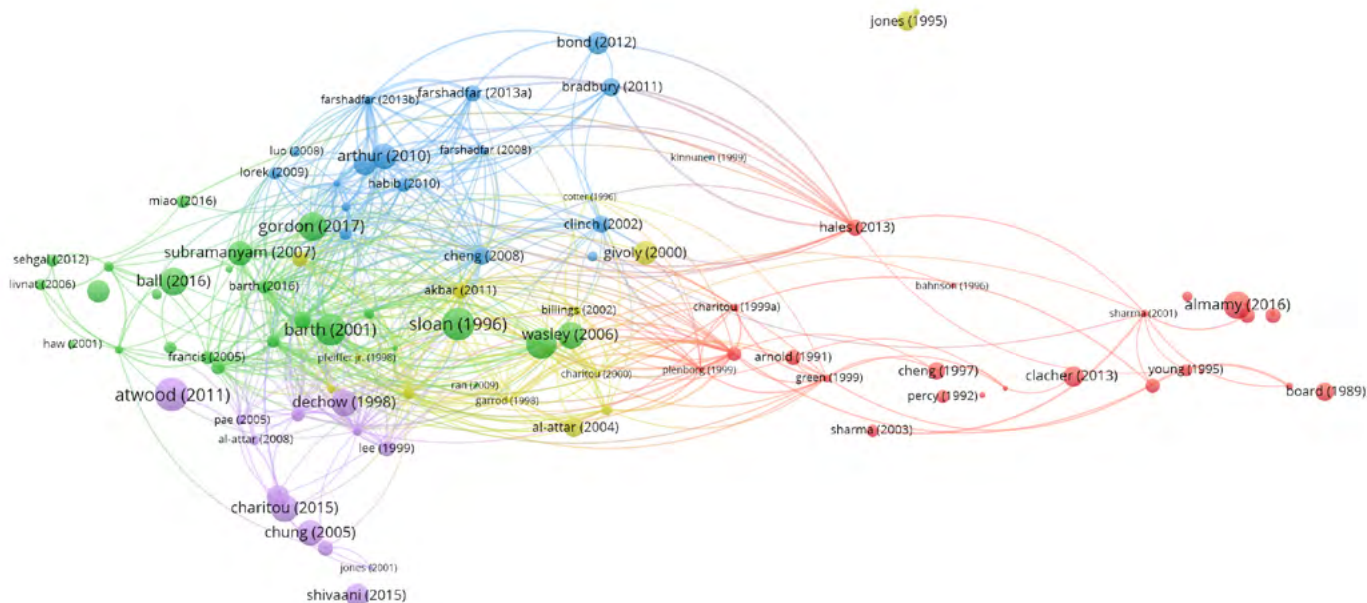 jones (1995)
bond (2012)
bradbury (2011)
farshadfar (2013b)
farshadfar (2013a)
luo (2008)
arthur (2010)
farshadfar (2008)
kinnunen (1999)
lorek (2009)
habib (2010)
cotter (1996)
miao (2016)
gordon (2017)
clinch (2002)
hales (2013)
subramanyam (2007)
cheng (2008)
givoly (2000)
sehgal (2012)
livnat (2006)
ball (2016)
barth (2016)
akbar (2011)
bahnson (1996)
billings (2002)
charitou (1999a)
almamy (2016)
sharma (2001)
barth (2001)
sloan (1996)
wasley (2006)
haw (2001)
francis (2005)
pfeiffer jr. (1998)
arnold (1991)
plenborg (1999)
charitou (2000)
green (1999)
cheng (1997)
clacher (2013)
young (1995)
ran (2009)
atwood (2011)
dechow (1998)
garrod (1998)
percy (1992)
board (1989)
pae (2005)
al-attar (2004)
sharma (2003)
al-attar (2008)
lee (1999)
charitou (2015)
chung (2005)
jones (2001)
shivaani (2015)